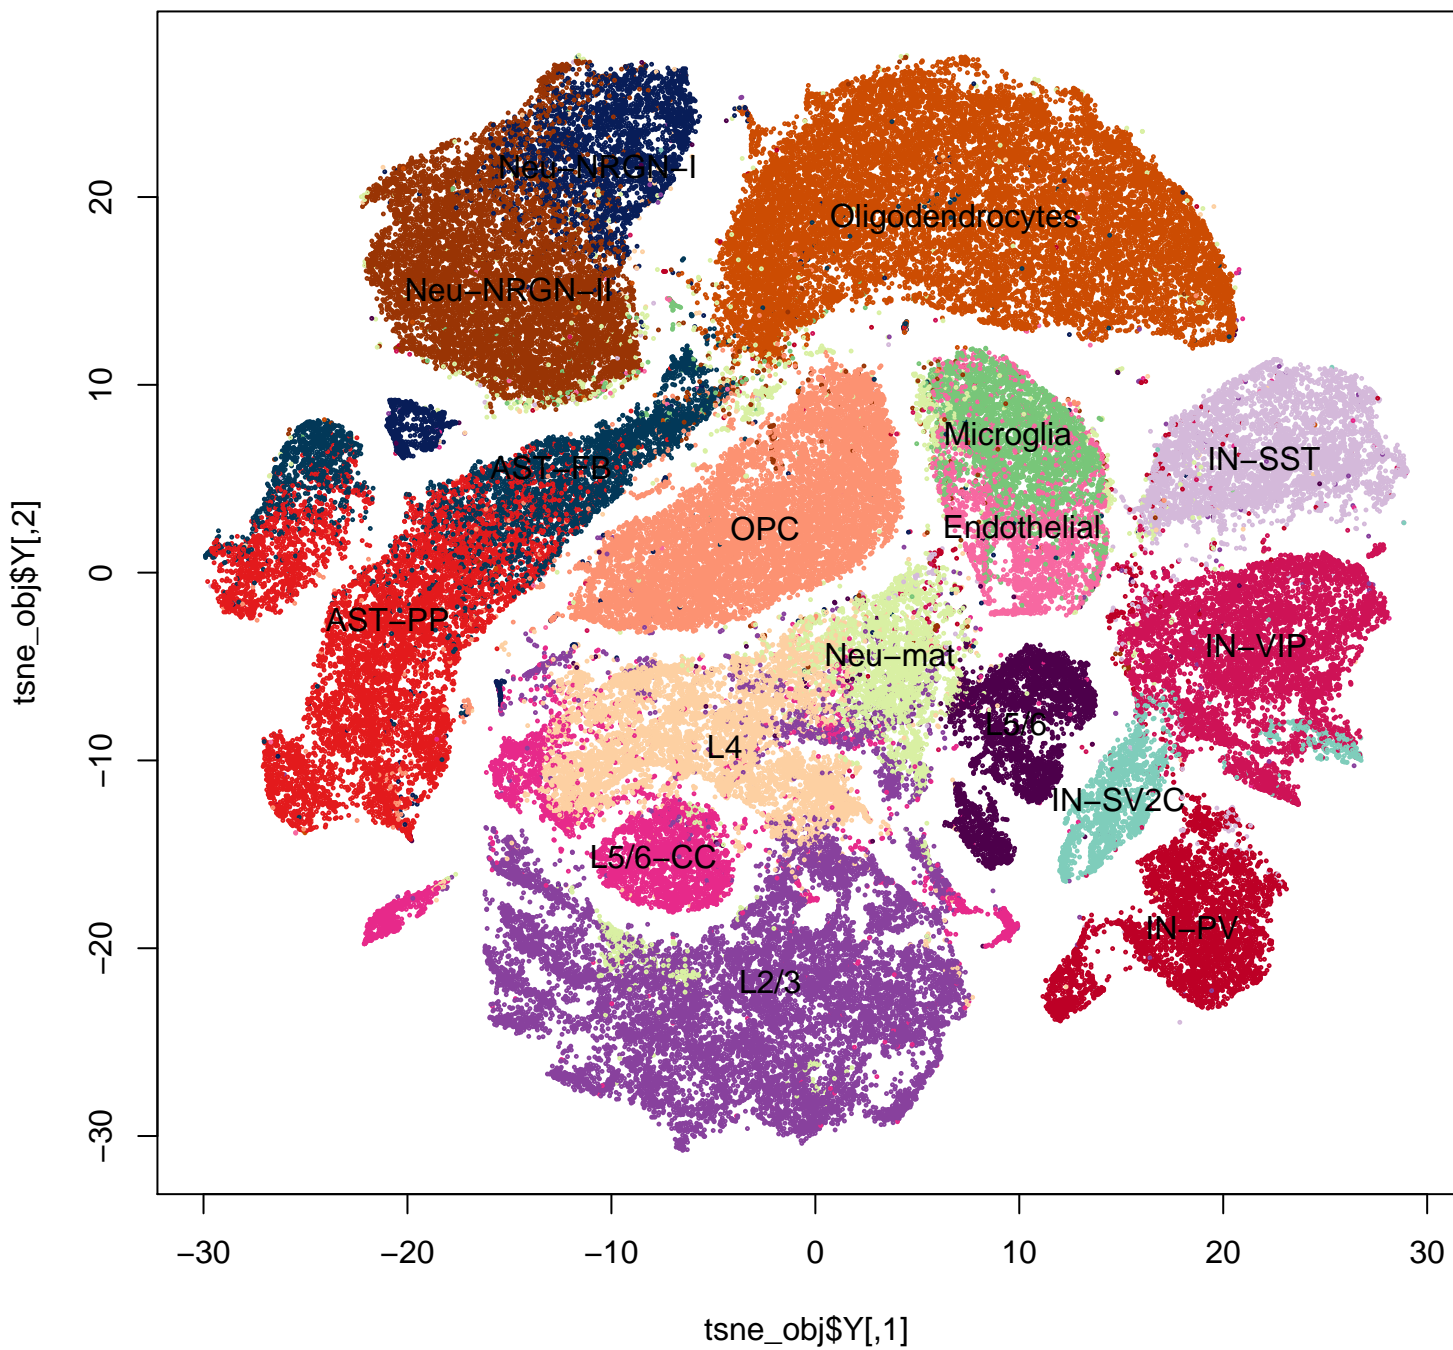 Neu−NRGN−I
Oligodendrocytes
Neu−NRGN−II
Microglia
AST−FB
IN−SST
OPC
Endothelial
AST−PP
Neu−mat
IN−VIP
L5/6
L4
IN−SV2C
L5/6−CC
IN−PV
L2/3
20
10
0
−10
−20
−30
tsne_obj$Y[,2]
−30
−20
−10
0
10
20
30
tsne_obj$Y[,1]